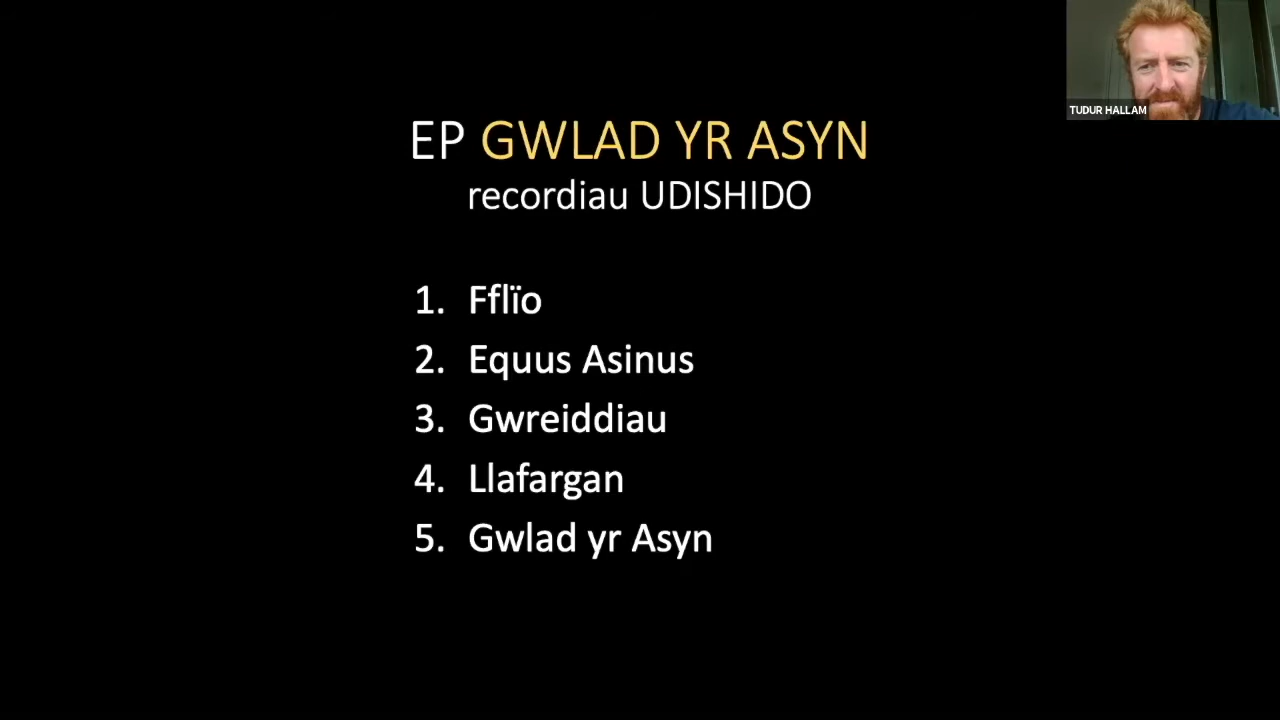 TUDUR HALLAM
EP GWLAD YR ASYN
recordiau UDISHIDO
1. Fflïo
2. Equus Asinus
3. Gwreiddiau
4. Llafargan
5. Gwlad yr Asyn